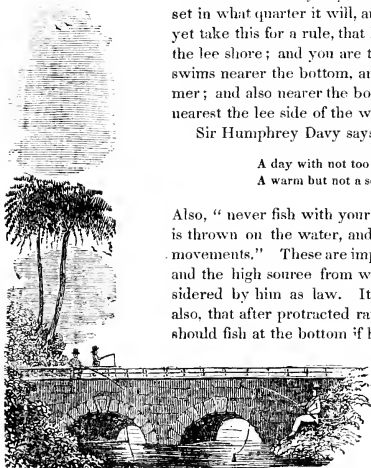 set in what quarter it will, a
yet take this for a rule, that
the lee shore; and you are t
swims nearer the bottom, an
mer; and also nearer the bo
nearest the lee side of the w
Sir Humphrey Davy says
A day with not too
A warm but not a s
Also, “ never fish with your
is thrown on the water, and
movements.” These are imp
and the high source from w
sidered by him as law. It
also, that after protracted ra
should fish at the bottom if h